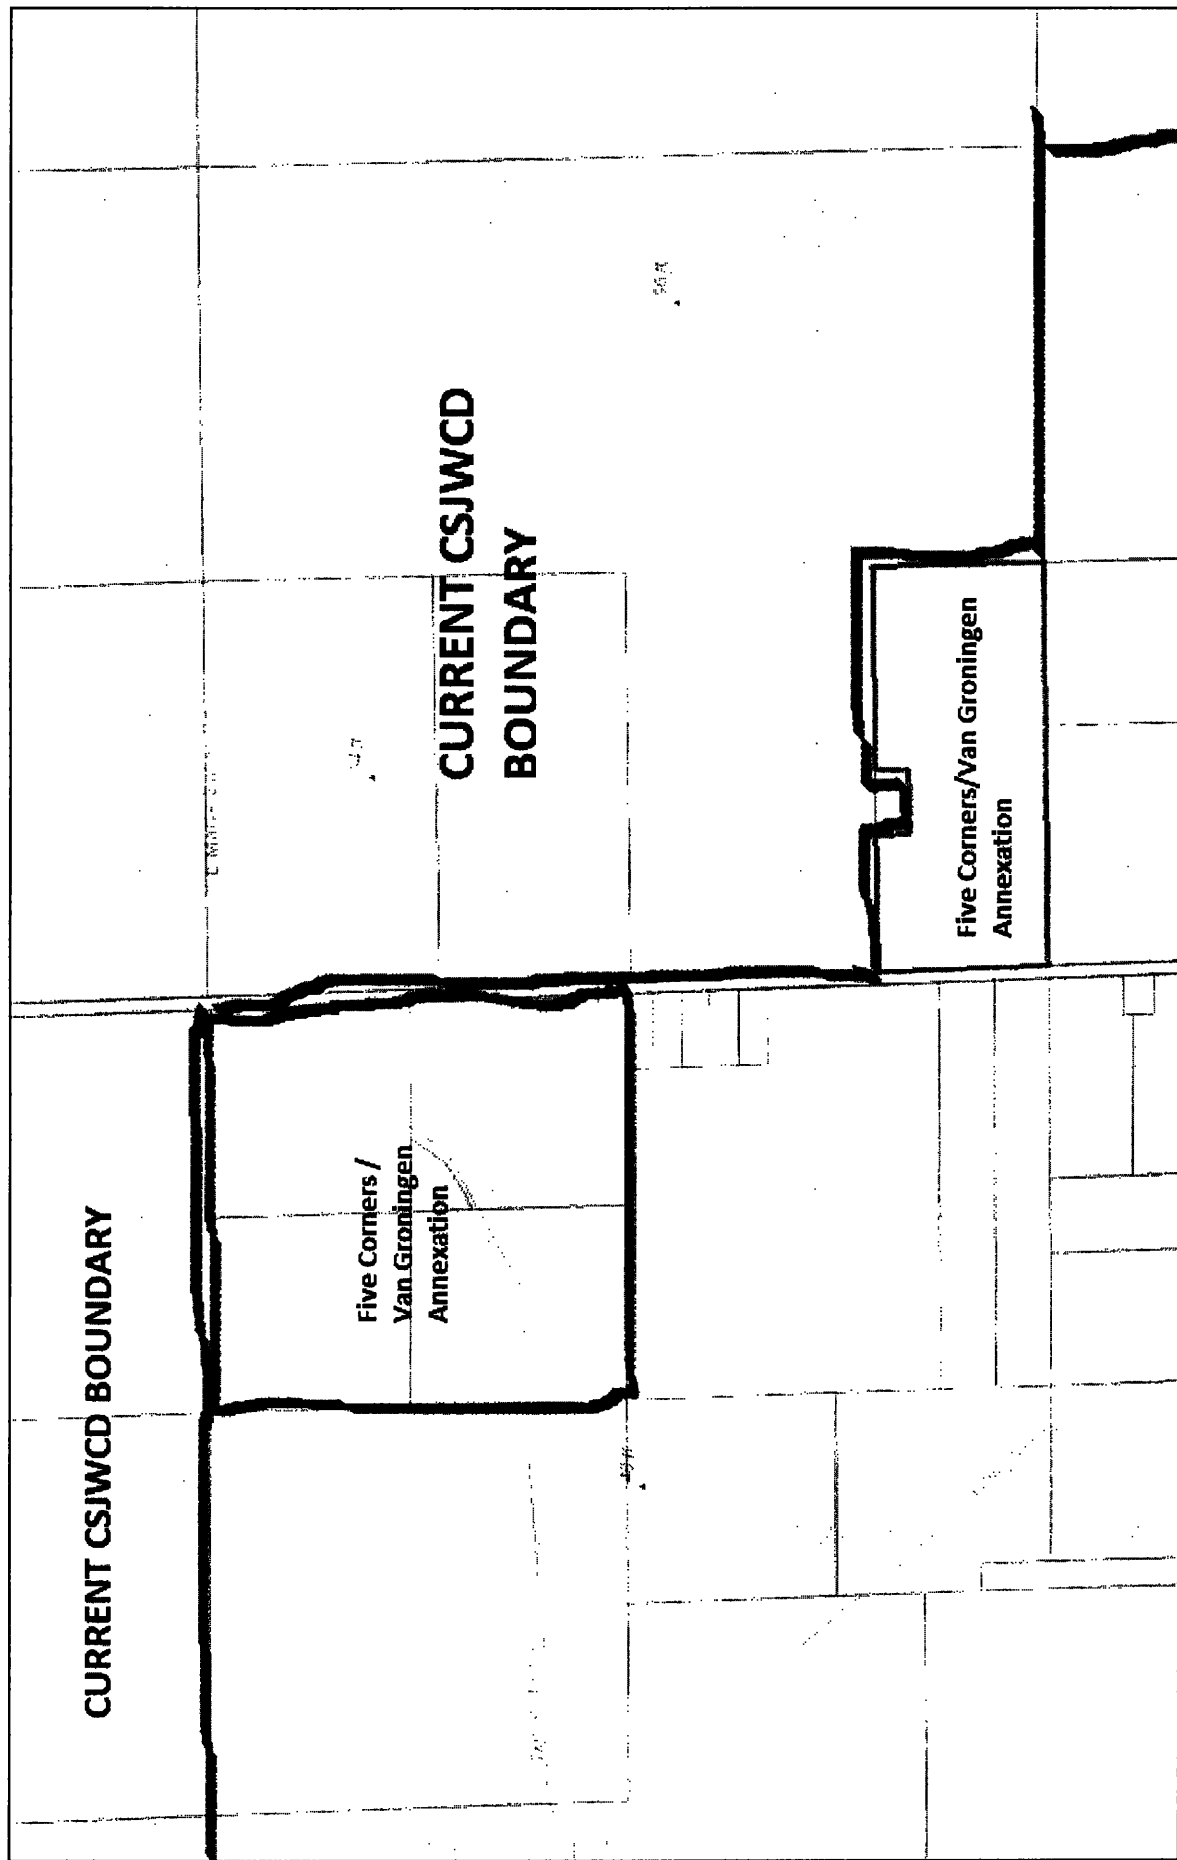 CURRENT CSJWCD BOUNDARY
Five Corners /
Van Groningen
Annexation
CURRENT CSJWCD
BOUNDARY
Five Corners/Van Groningen
Annexation